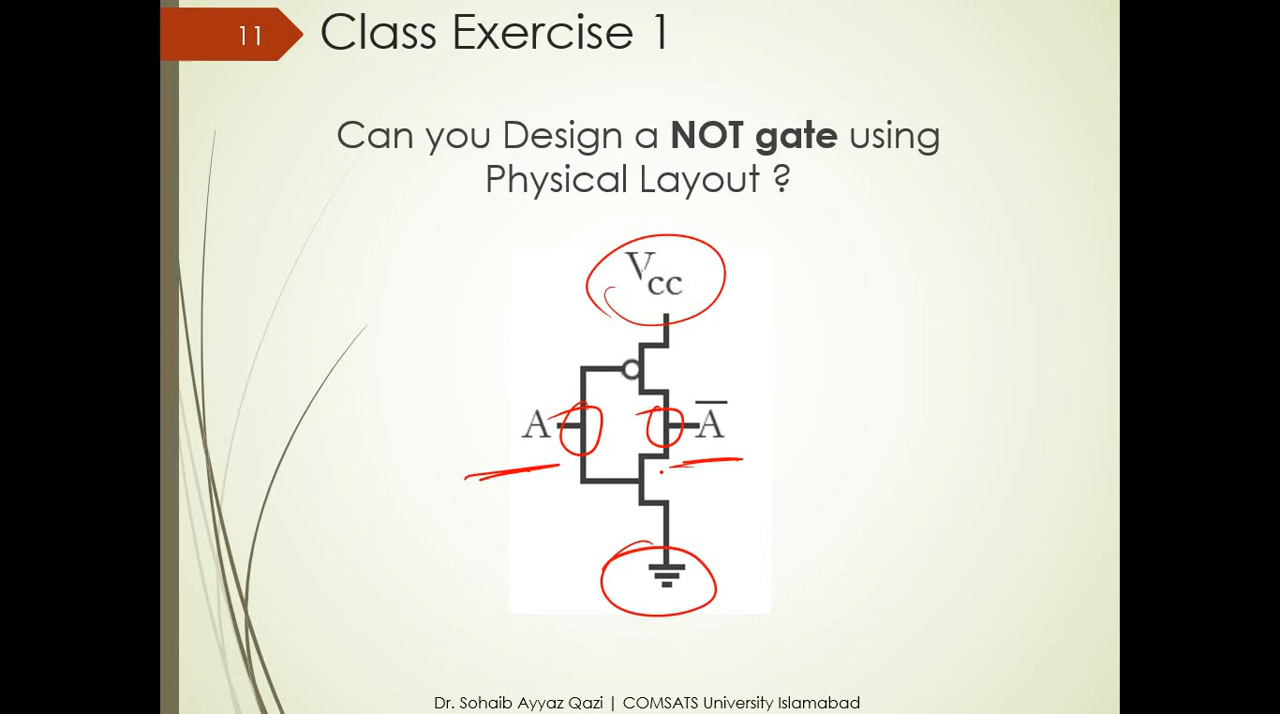 11
Class Exercise 1
Can you Design a NOT gate using
Physical Layout ?
Vcc
A
A̅
Dr. Sohaib Ayyaz Qazi | COMSATS University Islamabad